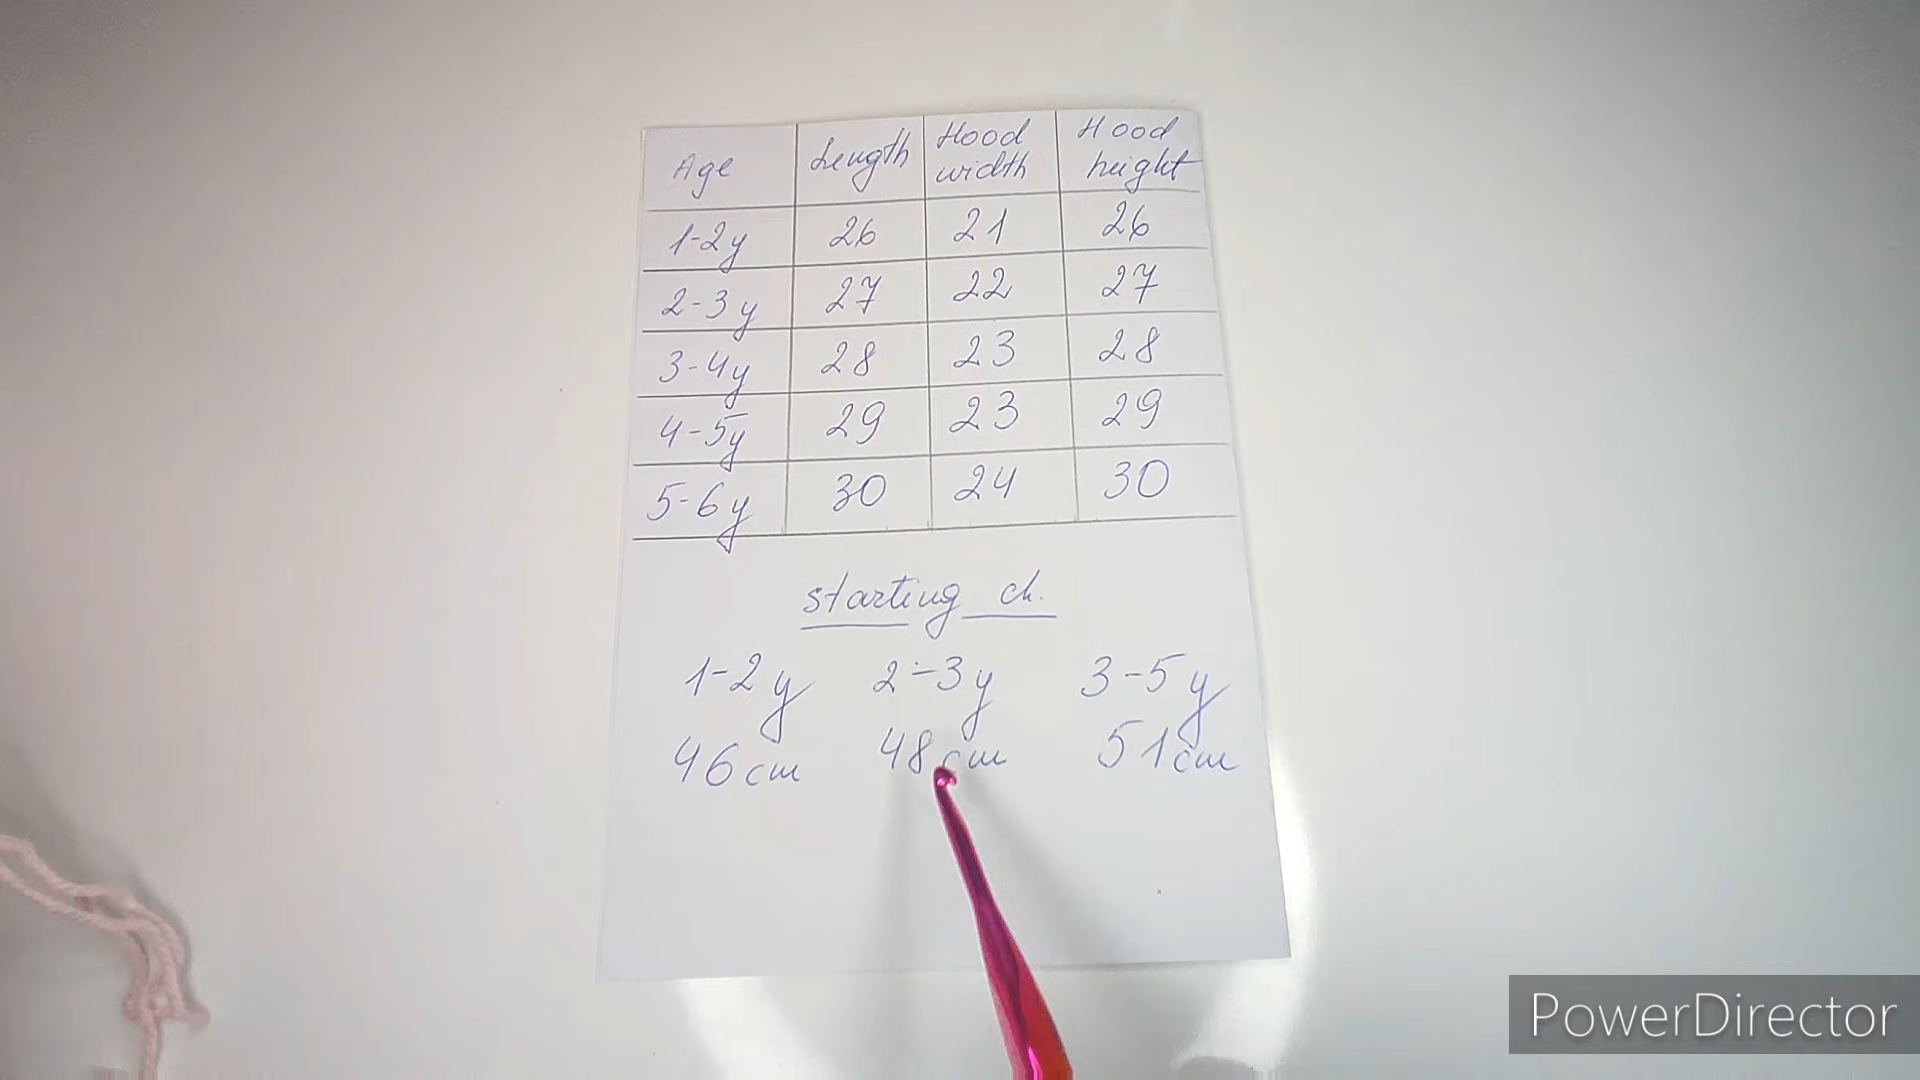 Age Length Hood width Hood height
1-2y 26 21 26
2-3y 27 22 27
3-4y 28 23 28
4-5y 29 23 29
5-6y 30 24 30
starting ch.
1-2y 2-3y 3-5y
46cm 48cm 51cm
PowerDirector